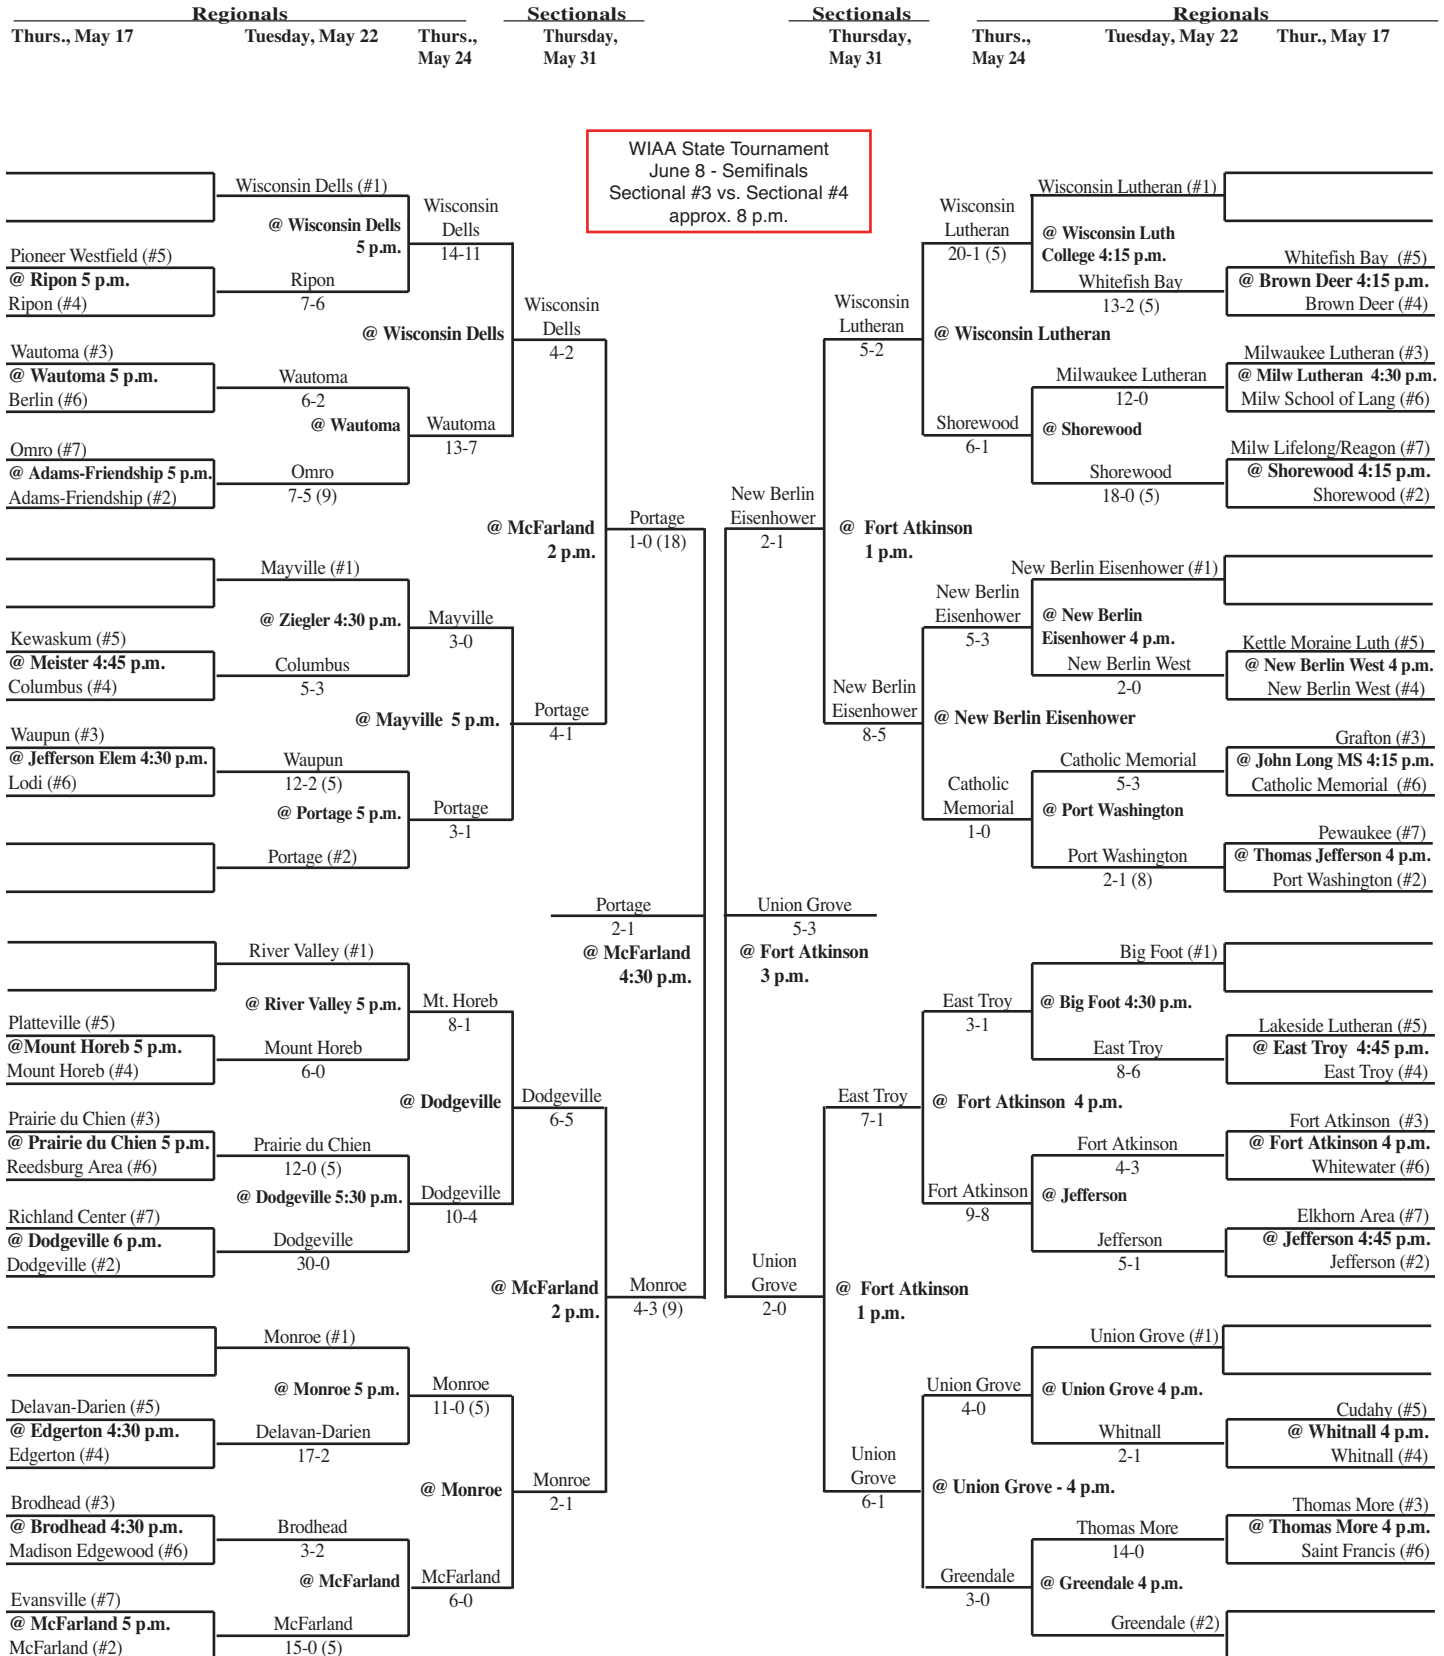 Regionals
Sectionals
Sectionals
Regionals
Thurs., May 17
Tuesday, May 22
Thurs.,
May 24
Thursday,
May 31
Thursday,
May 31
Thurs.,
May 24
Tuesday, May 22
Thur., May 17
WIAA State Tournament
June 8 - Semifinals
Sectional #3 vs. Sectional #4
approx. 8 p.m.
Pioneer Westfield (#5)
@ Ripon 5 p.m.
Ripon (#4)
Wautoma (#3)
@ Wautoma 5 p.m.
Berlin (#6)
Omro (#7)
@ Adams-Friendship 5 p.m.
Adams-Friendship (#2)
Kewaskum (#5)
@ Meister 4:45 p.m.
Columbus (#4)
Waupun (#3)
@ Jefferson Elem 4:30 p.m.
Lodi (#6)
Platteville (#5)
@Mount Horeb 5 p.m.
Mount Horeb (#4)
Prairie du Chien (#3)
@ Prairie du Chien 5 p.m.
Reedsburg Area (#6)
Richland Center (#7)
@ Dodgeville 6 p.m.
Dodgeville (#2)
Delavan-Darien (#5)
@ Edgerton 4:30 p.m.
Edgerton (#4)
Brodhead (#3)
@ Brodhead 4:30 p.m.
Madison Edgewood (#6)
Evansville (#7)
@ McFarland 5 p.m.
McFarland (#2)
Wisconsin Dells (#1)
@ Wisconsin Dells
5 p.m.
Ripon
7-6
Wautoma
6-2
@ Wautoma
Omro
7-5 (9)
Mayville (#1)
@ Ziegler 4:30 p.m.
Columbus
5-3
Waupun
12-2 (5)
@ Portage 5 p.m.
Portage (#2)
River Valley (#1)
@ River Valley 5 p.m.
Mount Horeb
6-0
Prairie du Chien
12-0 (5)
@ Dodgeville 5:30 p.m.
Dodgeville
30-0
Monroe (#1)
@ Monroe 5 p.m.
Delavan-Darien
17-2
Brodhead
3-2
@ McFarland
McFarland
15-0 (5)
Wisconsin
Dells
14-11
@ Wisconsin Dells
Wautoma
13-7
Mayville
3-0
@ Mayville 5 p.m.
Portage
3-1
Mt. Horeb
8-1
@ Dodgeville
Dodgeville
10-4
Monroe
11-0 (5)
@ Monroe
McFarland
6-0
Wisconsin
Dells
4-2
@ McFarland
2 p.m.
Portage
4-1
Dodgeville
6-5
@ McFarland
2 p.m.
Monroe
2-1
Portage
1-0 (18)
Portage
2-1
@ McFarland
4:30 p.m.
Monroe
4-3 (9)
New Berlin
Eisenhower
2-1
Union Grove
5-3
@ Fort Atkinson
3 p.m.
Union
Grove
2-0
Wisconsin
Lutheran
5-2
@ Fort Atkinson
1 p.m.
New Berlin
Eisenhower
8-5
East Troy
7-1
@ Fort Atkinson
1 p.m.
Union
Grove
6-1
Wisconsin
Lutheran
20-1 (5)
@ Wisconsin Lutheran
Shorewood
6-1
New Berlin
Eisenhower
5-3
@ New Berlin Eisenhower
Catholic
Memorial
1-0
East Troy
3-1
@ Fort Atkinson 4 p.m.
Fort Atkinson
9-8
Union Grove
4-0
@ Union Grove - 4 p.m.
Greendale
3-0
Wisconsin Lutheran (#1)
@ Wisconsin Luth
College 4:15 p.m.
Whitefish Bay
13-2 (5)
Milwaukee Lutheran
12-0
@ Shorewood
Shorewood
18-0 (5)
New Berlin Eisenhower (#1)
@ New Berlin
Eisenhower 4 p.m.
New Berlin West
2-0
Catholic Memorial
5-3
@ Port Washington
Port Washington
2-1 (8)
Big Foot (#1)
@ Big Foot 4:30 p.m.
East Troy
8-6
Fort Atkinson
4-3
@ Jefferson
Jefferson
5-1
Union Grove (#1)
@ Union Grove 4 p.m.
Whitnall
2-1
Thomas More
14-0
@ Greendale 4 p.m.
Greendale (#2)
Whitefish Bay (#5)
@ Brown Deer 4:15 p.m.
Brown Deer (#4)
Milwaukee Lutheran (#3)
@ Milw Lutheran 4:30 p.m.
Milw School of Lang (#6)
Milw Lifelong/Reagon (#7)
@ Shorewood 4:15 p.m.
Shorewood (#2)
Kettle Moraine Luth (#5)
@ New Berlin West 4 p.m.
New Berlin West (#4)
Grafton (#3)
@ John Long MS 4:15 p.m.
Catholic Memorial (#6)
Pewaukee (#7)
@ Thomas Jefferson 4 p.m.
Port Washington (#2)
Lakeside Lutheran (#5)
@ East Troy 4:45 p.m.
East Troy (#4)
Fort Atkinson (#3)
@ Fort Atkinson 4 p.m.
Whitewater (#6)
Elkhorn Area (#7)
@ Jefferson 4:45 p.m.
Jefferson (#2)
Cudahy (#5)
@ Whitnall 4 p.m.
Whitnall (#4)
Thomas More (#3)
@ Thomas More 4 p.m.
Saint Francis (#6)